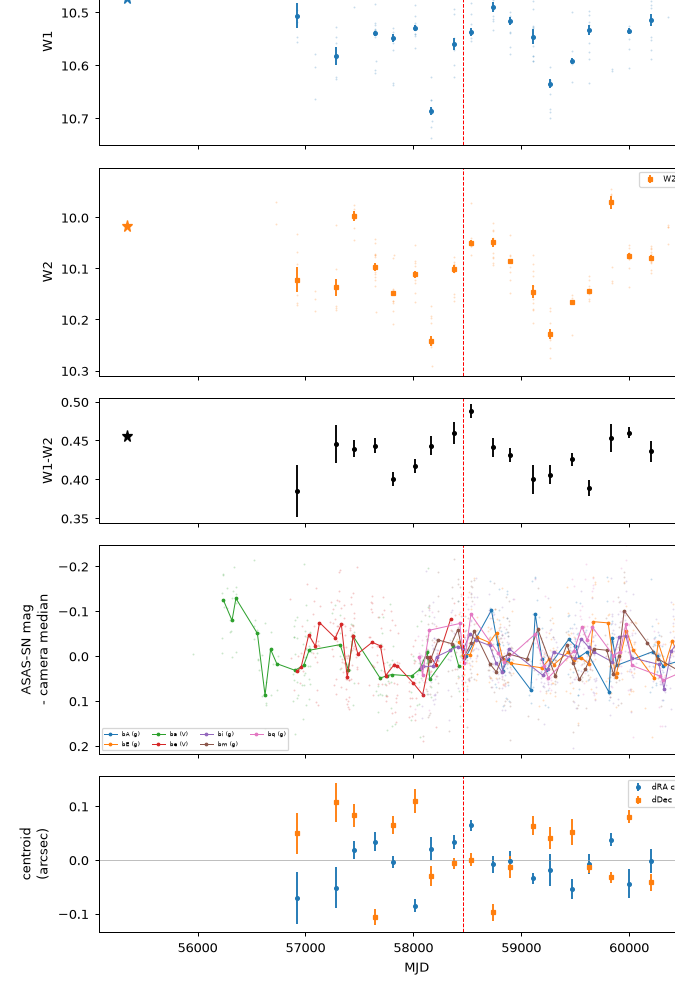 10.5
10.6
10.7
W1
10.0
10.1
10.2
10.3
W2
W2
0.50
0.45
0.40
0.35
W1-W2
−0.2
−0.1
0.0
0.1
0.2
ASAS-SN mag
- camera median
bA (g)
bE (g)
ba (V)
be (V)
bi (g)
bm (g)
bq (g)
0.1
0.0
−0.1
centroid
(arcsec)
dRA c
dDec
56000
57000
58000
59000
60000
MJD